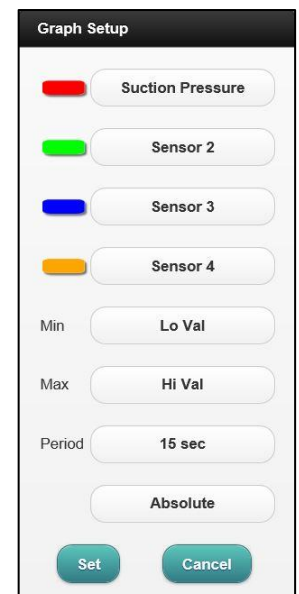 Graph Setup
Suction Pressure
Sensor 2
Sensor 3
Sensor 4
Min Lo Val
Max Hi Val
Period 15 sec
Absolute
Set Cancel